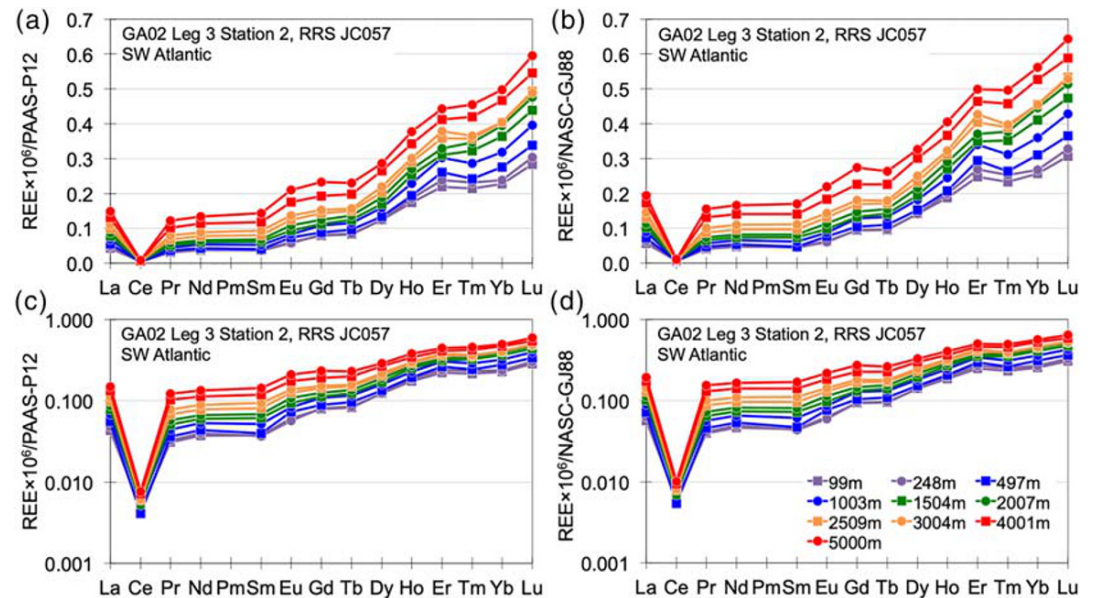 (a)
GA02 Leg 3 Station 2, RRS JC057
SW Atlantic
REE×10⁶/PAAS-P12
0.7
0.6
0.5
0.4
0.3
0.2
0.1
0.0
La Ce Pr Nd Pm Sm Eu Gd Tb Dy Ho Er Tm Yb Lu
(b)
GA02 Leg 3 Station 2, RRS JC057
SW Atlantic
REE×10⁶/NASC-GJ88
0.7
0.6
0.5
0.4
0.3
0.2
0.1
0.0
La Ce Pr Nd Pm Sm Eu Gd Tb Dy Ho Er Tm Yb Lu
(c)
GA02 Leg 3 Station 2, RRS JC057
SW Atlantic
REE×10⁶/PAAS-P12
1.000
0.100
0.010
0.001
La Ce Pr Nd Pm Sm Eu Gd Tb Dy Ho Er Tm Yb Lu
(d)
GA02 Leg 3 Station 2, RRS JC057
SW Atlantic
REE×10⁶/NASC-GJ88
1.000
0.100
0.010
0.001
99m 248m 497m
1003m 1504m 2007m
2509m 3004m 4001m
5000m
La Ce Pr Nd Pm Sm Eu Gd Tb Dy Ho Er Tm Yb Lu